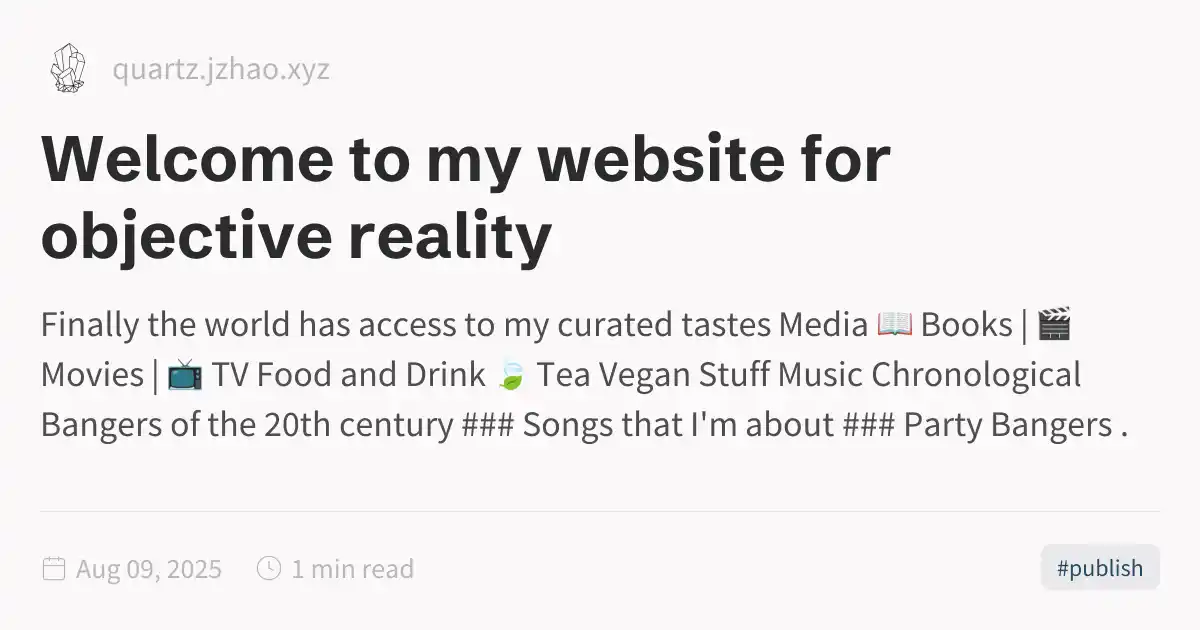 quartz.jzhao.xyz
Welcome to my website for
objective reality
Finally the world has access to my curated tastes Media 📖 Books | 🎬
Movies | 📺 TV Food and Drink 🍃 Tea Vegan Stuff Music Chronological
Bangers of the 20th century ### Songs that I'm about ### Party Bangers .
Aug 09, 2025 1 min read #publish